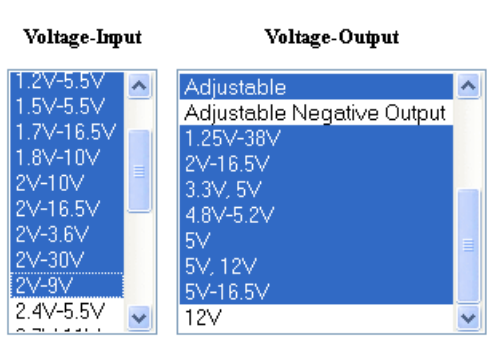 Voltage-Input
Voltage-Output
1.2V-5.5V
1.5V-5.5V
1.7V-16.5V
1.8V-10V
2V-10V
2V-16.5V
2V-3.6V
2V-30V
2V-9V
2.4V-5.5V
Adjustable
Adjustable Negative Output
1.25V-38V
2V-16.5V
3.3V, 5V
4.8V-5.2V
5V
5V, 12V
5V-16.5V
12V